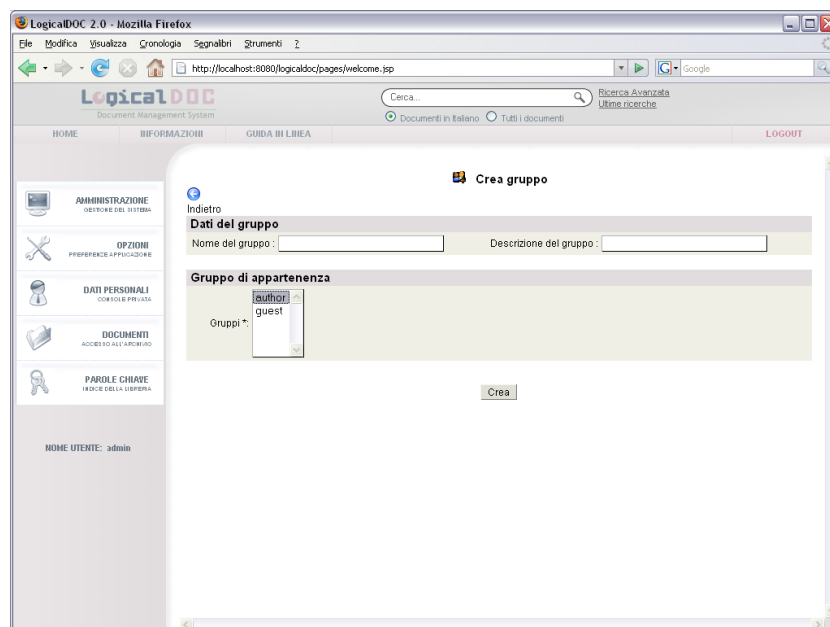 LogicalDOC 2.0 - Mozilla Firefox
File Modifica Visualizza Cronologia Segnalibri Strumenti ?
http://localhost:8080/logicaldoc/pages/welcome.jsp
Google
LogicalDOC
Document Management System
Cerca...
Ricerca Avanzata
Ultime ricerche
Documenti in Italiano Tutti i documenti
HOME INFORMAZIONI GUIDA IN LINEA LOGOUT
Crea gruppo
Indietro
AMMINISTRAZIONE
GESTIONE DEL SISTEMA
OPZIONI
PREFERENZE APPLICAZIONE
DATI PERSONALI
CONSOLE PRIVATA
DOCUMENTI
ACCESSO ALL'ARCHIVIO
PAROLE CHIAVE
INDICE DELLA LIBRERIA
NOME UTENTE: admin
Dati del gruppo
Nome del gruppo : Descrizione del gruppo :
Gruppo di appartenenza
Gruppi *:
author
guest
Crea